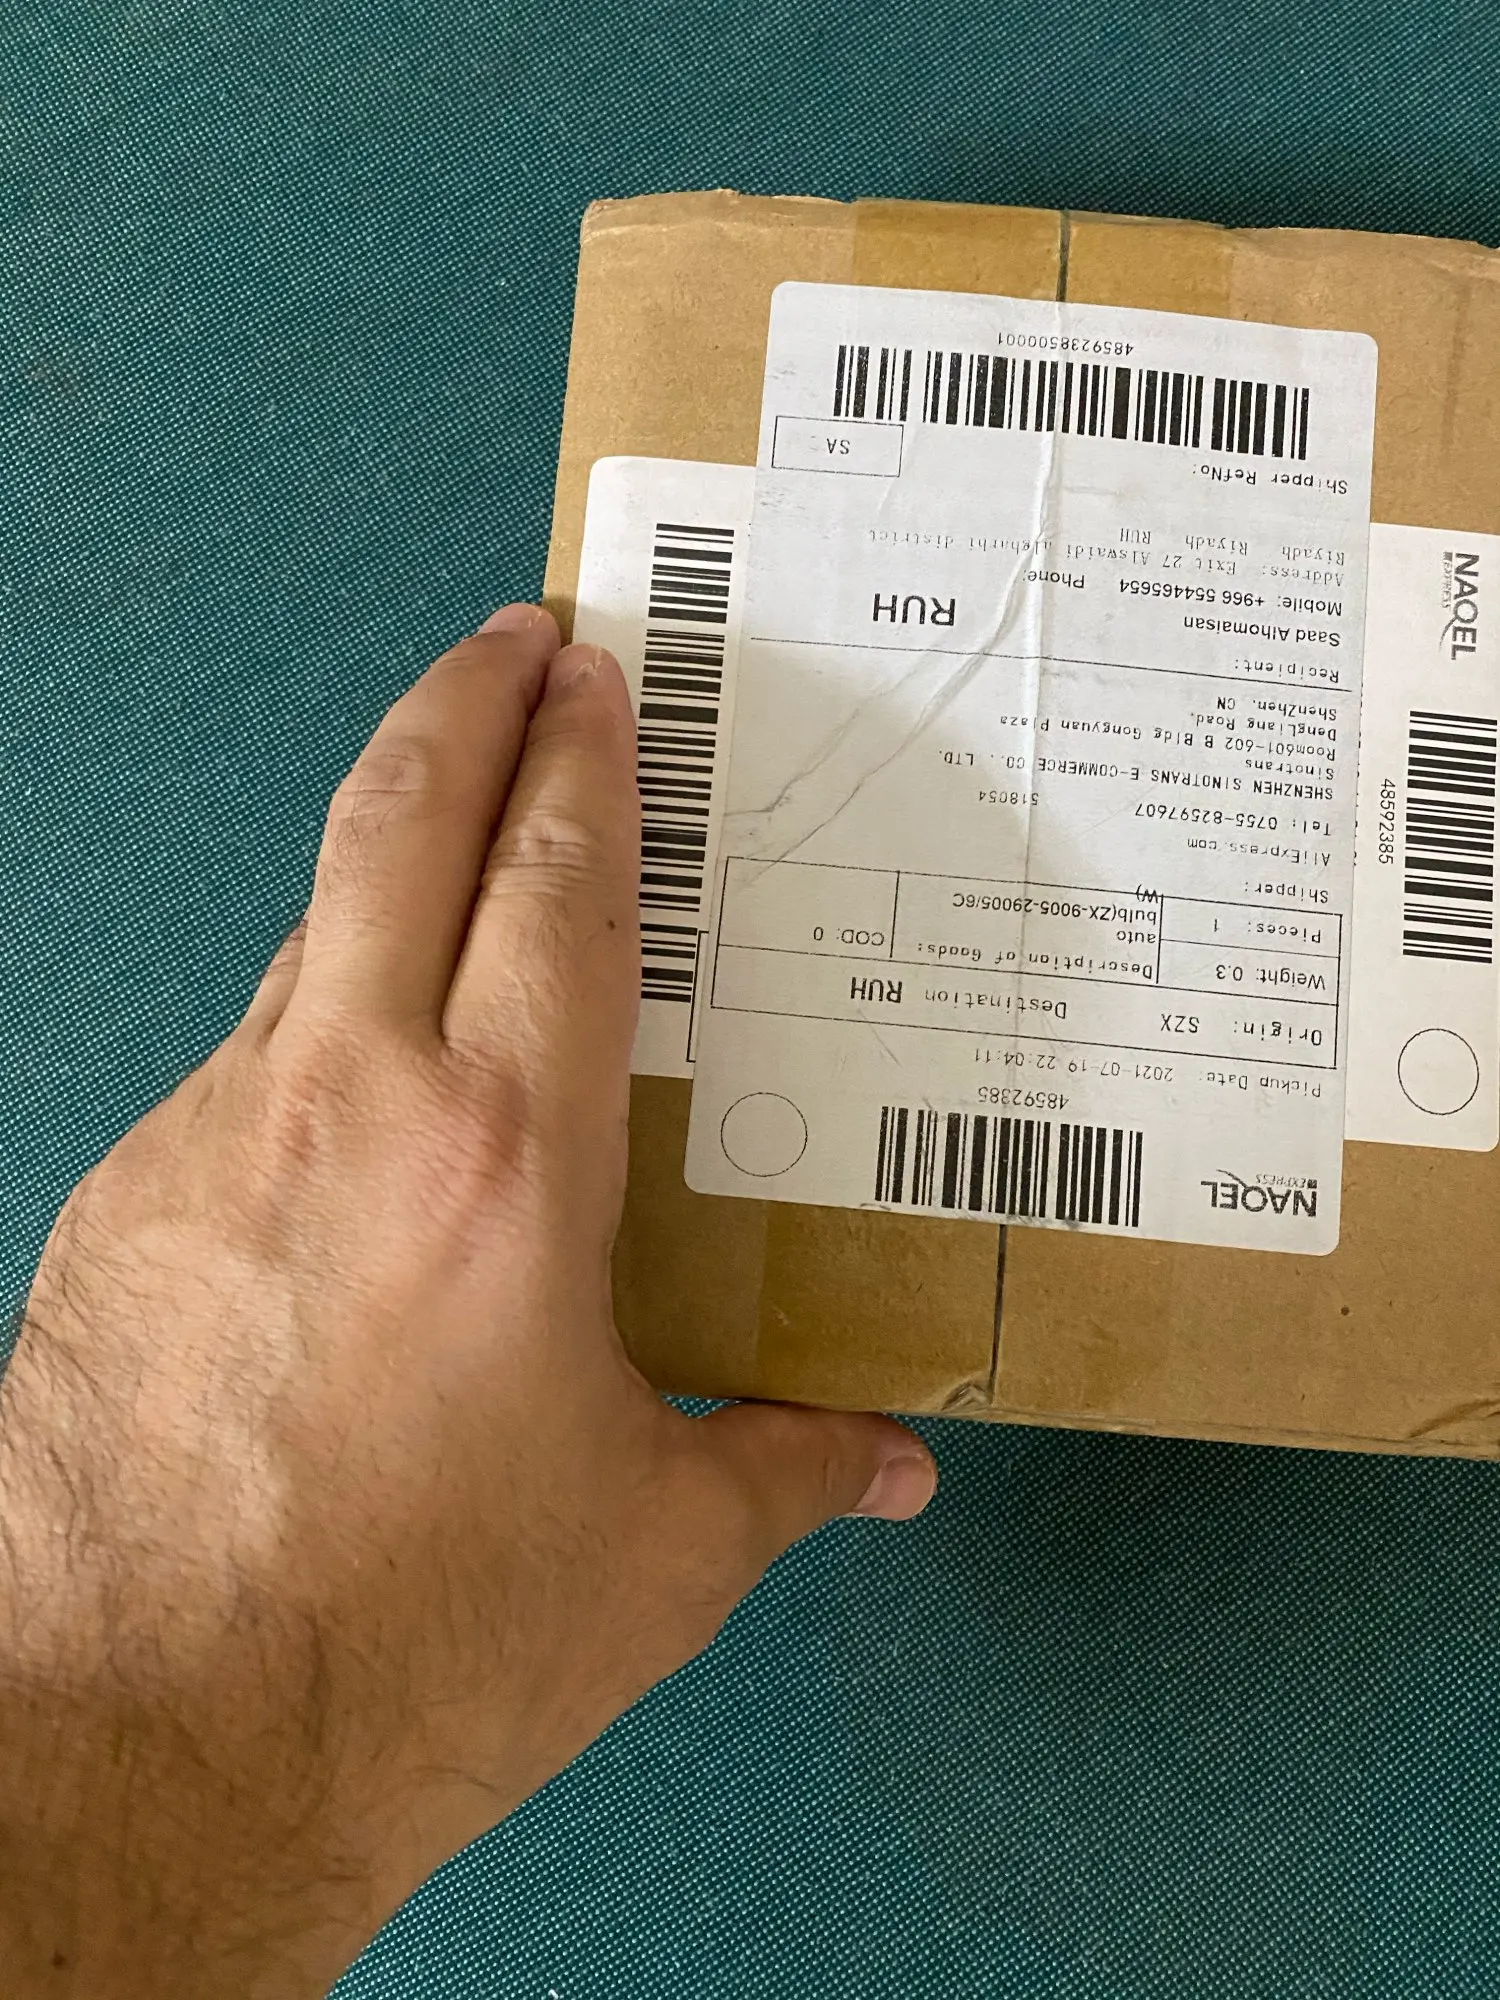 NAQEL
EXPRESS
48592385
Pickup Date: 2021-07-19 22:04:11
Origin: SZX Destination RUH
Weight: 0.3
Pieces: 1
Description of Goods:
auto
bulb(ZX-9005-29005/6C
W)
COD: 0
Shipper:
AliExpress.com
Tel: 0755-82597607 518054
SHENZHEN SINOTRANS E-COMMERCE CO., LTD.
Sinotrans
Room601-602 B Bldg Gongyuan Plaza
DengLiang Road,
ShenZhen, CN
Recipient:
Saad Alhomaisan
Mobile: +966 554465654 Phone:
RUH
Address: Exit 27 Alswaidi algharbi district
Riyadh Riyadh RUH
Shipper RefNo:
SA
4859238500001
NAQEL
EXPRESS
48592385